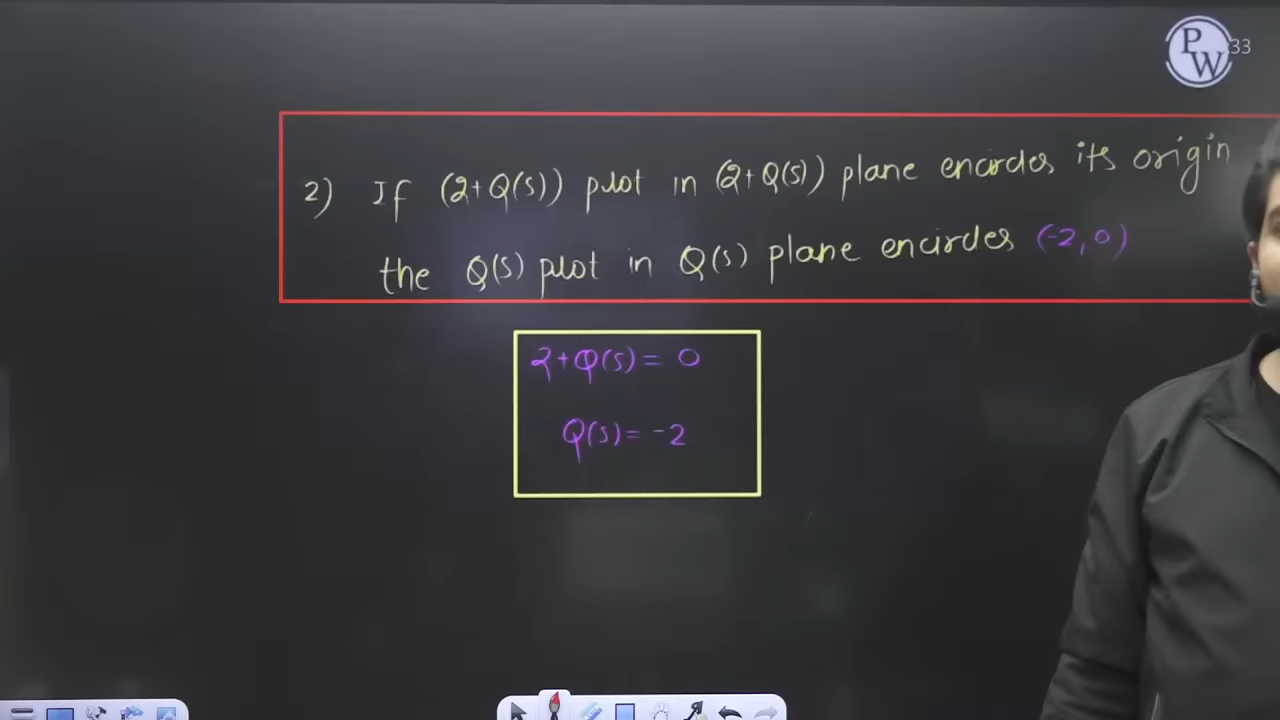 PW 33
2) If (2+Q(s)) plot in (2+Q(s)) plane encircles its origin
the Q(s) plot in Q(s) plane encircles (-2, 0)
2+Q(s) = 0
Q(s) = -2